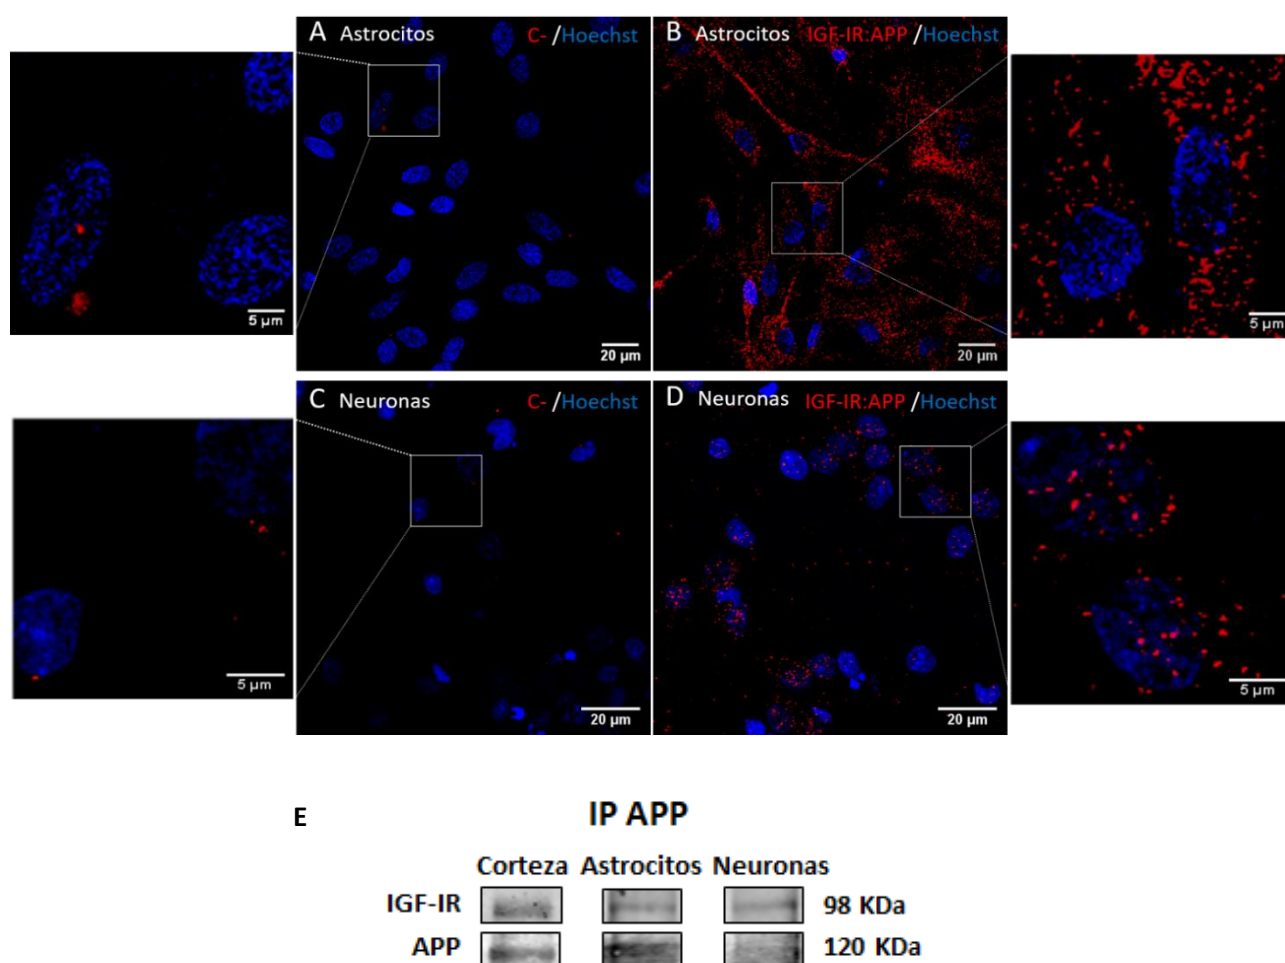 A Astrocitos C- /Hoechst
B Astrocitos IGF-IR:APP /Hoechst
5 µm
20 µm
20 µm
5 µm
C Neuronas C- /Hoechst
D Neuronas IGF-IR:APP /Hoechst
5 µm
20 µm
20 µm
5 µm
E
IP APP
Corteza Astrocitos Neuronas
IGF-IR 98 KDa
APP 120 KDa